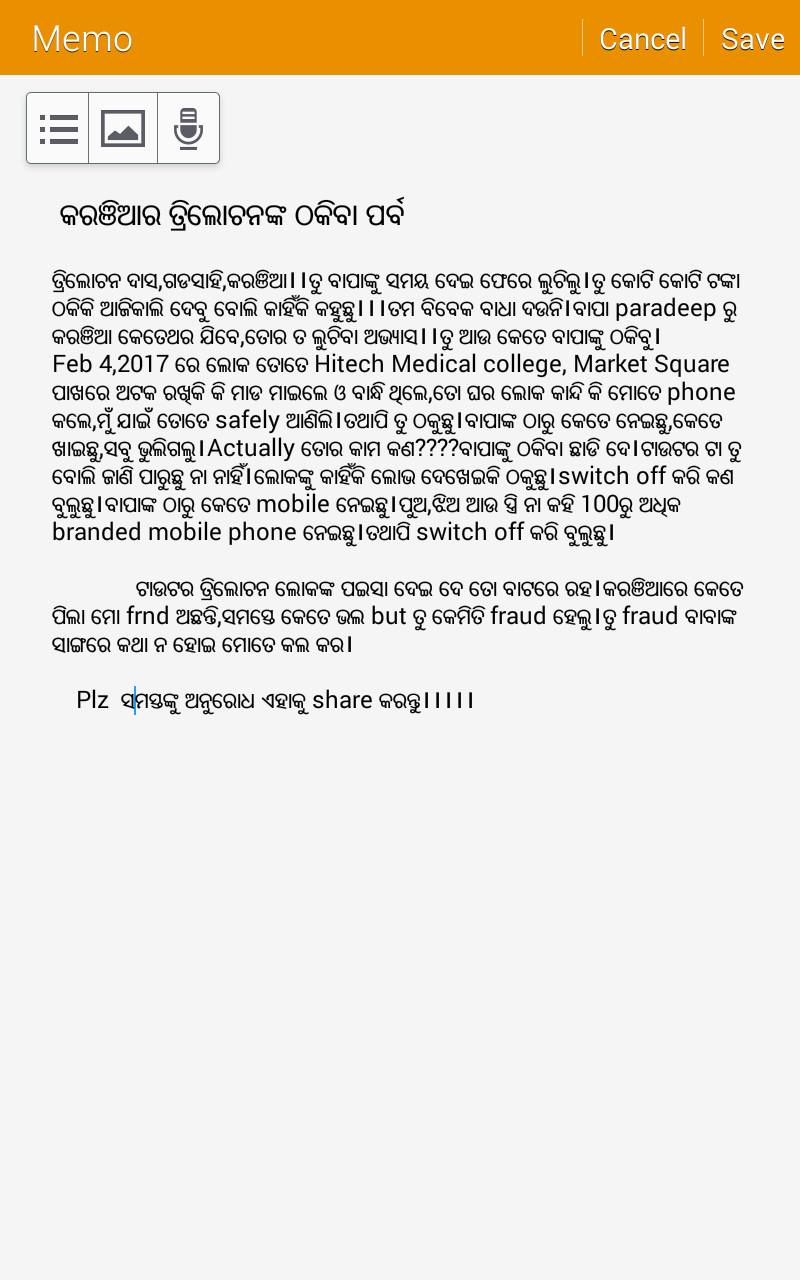 Memo
Cancel
Save
କରଞିଆର ତ୍ରିଲୋଚନଙ୍କ ଠକିବା ପର୍ବ
ତ୍ରିଲୋଚନ ଦାସ,ଗଡସାହି,କରଞିଆ।।ତୁ ବାପାଙ୍କୁ ସମୟ ଦେଇ ଫେରେ ଲୁଚିଲୁ।ତୁ କୋଟି କୋଟି ଟଙ୍କା
ଠକିକି ଆଜିକାଲି ଦେବୁ ବୋଲି କାହିଁକି କହୁଛୁ।।।ତମ ବିବେକ ବାଧା ଦଉନି।ବାପା paradeep ରୁ
କରଞିଆ କେତେଥର ଯିବେ,ତୋର ତ ଲୁଚିବା ଅଭ୍ୟାସ।।ତୁ ଆଉ କେତେ ବାପାଙ୍କୁ ଠକିବୁ।
Feb 4,2017 ରେ ଲୋକ ତୋତେ Hitech Medical college, Market Square
ପାଖରେ ଅଟକ ରଖିକି କି ମାଡ ମାଇଲେ ଓ ବାନ୍ଧି ଥିଲେ,ତୋ ଘର ଲୋକ କାନ୍ଦି କି ମୋତେ phone
କଲେ,ମୁଁ ଯାଇଁ ତୋତେ safely ଆଣିଲି।ତଥାପି ତୁ ଠକୁଛୁ।ବାପାଙ୍କ ଠାରୁ କେତେ ନେଇଛୁ,କେତେ
ଖାଇଛୁ,ସବୁ ଭୁଲିଗଲୁ।Actually ତୋର କାମ କଣ????ବାପାଙ୍କୁ ଠକିବା ଛାଡି ଦେ।ଟାଉଟର ଟା ତୁ
ବୋଲି ଜାଣି ପାରୁଛୁ ନା ନାହିଁ।ଲୋକଙ୍କୁ କାହିଁକି ଲୋଭ ଦେଖେଇକି ଠକୁଛୁ।switch off କରି କଣ
ବୁଲୁଛୁ।ବାପାଙ୍କ ଠାରୁ କେତେ mobile ନେଇଛୁ।ପୁଅ,ଝିଅ ଆଉ ସ୍ତ୍ରି ନା କହି 100ରୁ ଅଧିକ
branded mobile phone ନେଇଛୁ।ତଥାପି switch off କରି ବୁଲୁଛୁ।
ଟାଉଟର ତ୍ରିଲୋଚନ ଲୋକଙ୍କ ପଇସା ଦେଇ ଦେ ତୋ ବାଟରେ ରହ।କରଞିଆରେ କେତେ
ପିଲା ମୋ frnd ଅଛନ୍ତି,ସମସ୍ତେ କେତେ ଭଲ but ତୁ କେମିତି fraud ହେଲୁ।ତୁ fraud ବାବାଙ୍କ
ସାଙ୍ଗରେ କଥା ନ ହୋଇ ମୋତେ କଲ କର।
Plz ସମସ୍ତଙ୍କୁ ଅନୁରୋଧ ଏହାକୁ share କରନ୍ତୁ।।।।।